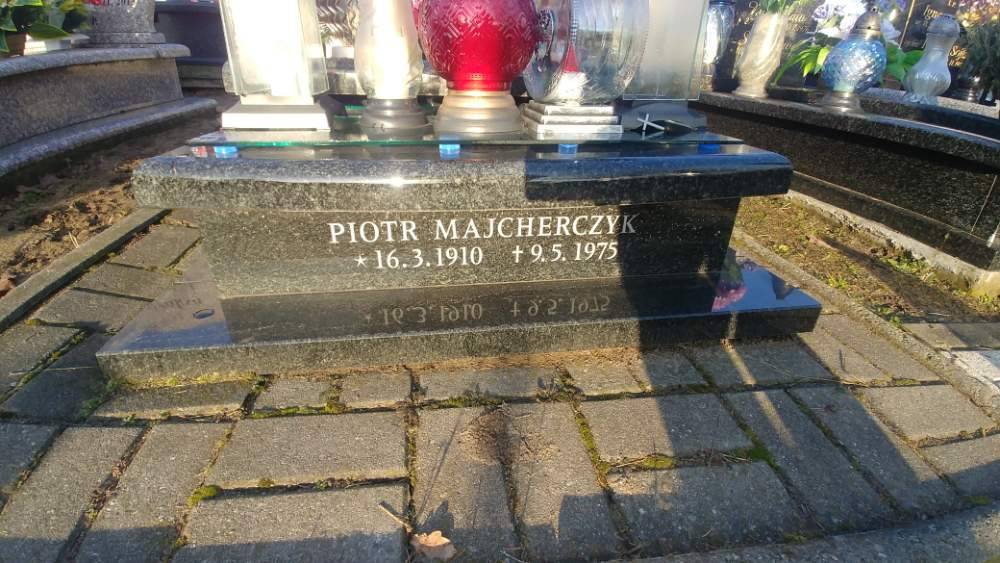 PIOTR MAJCHERCZYK
* 16.3.1910 † 9.5.1975